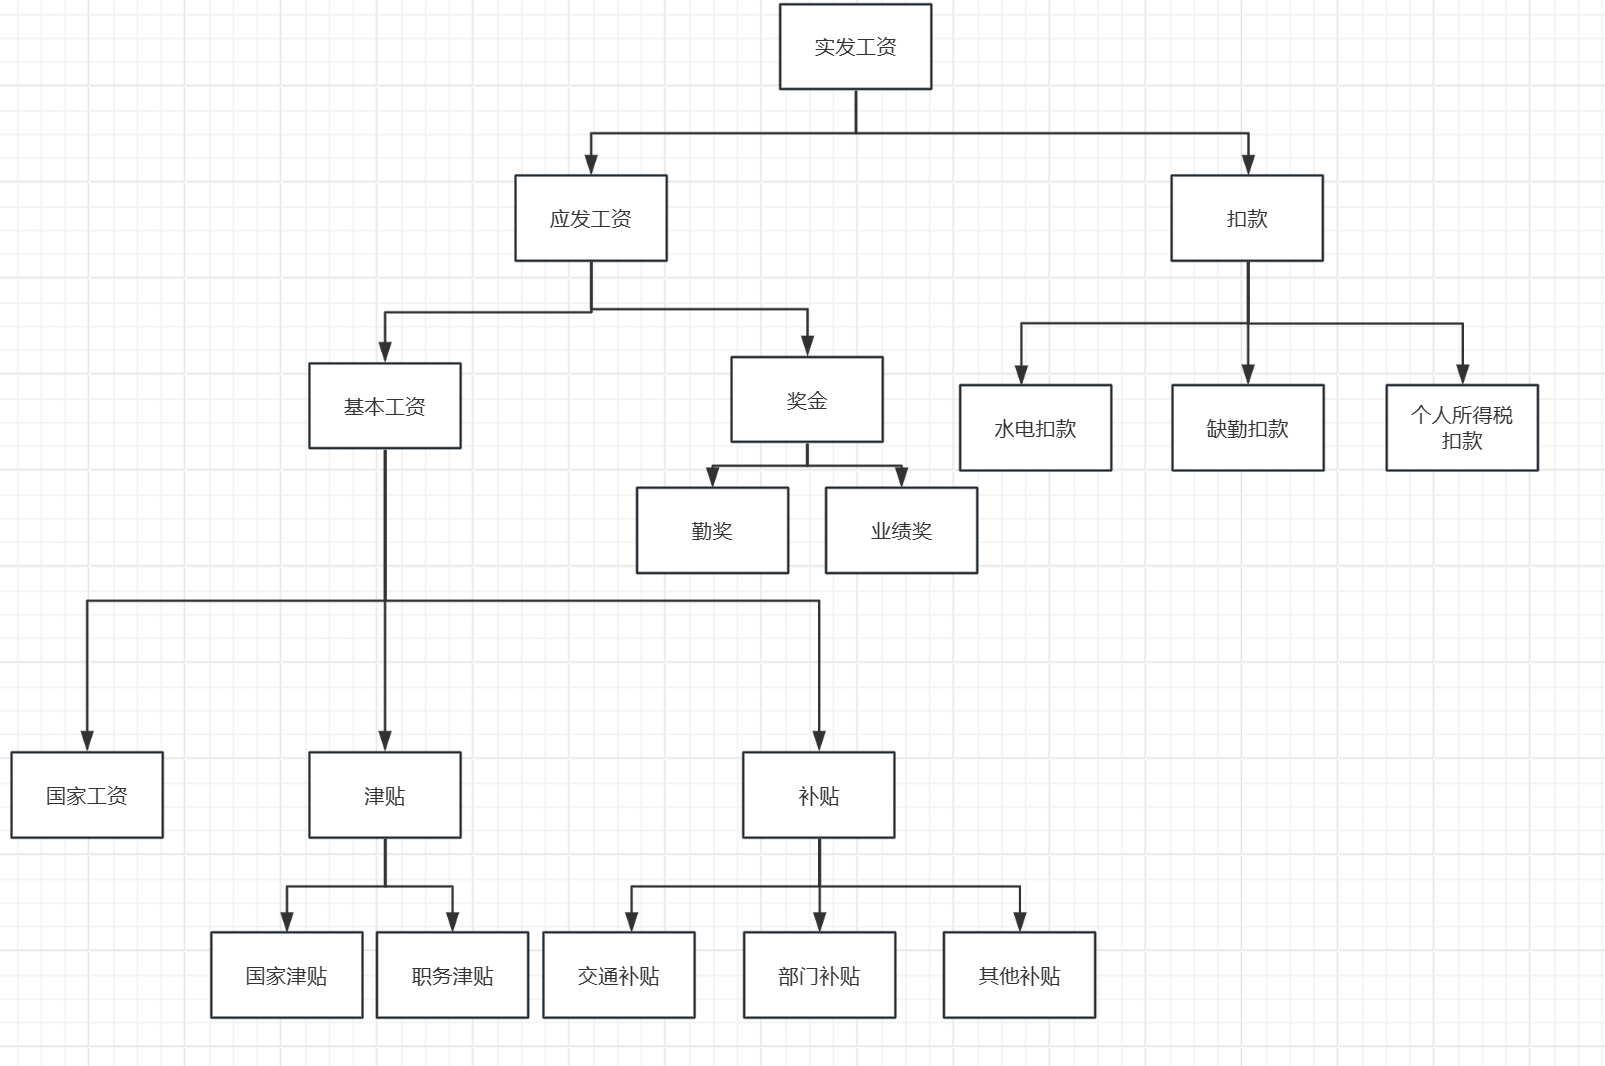 实发工资
应发工资
扣款
基本工资
奖金
水电扣款
缺勤扣款
个人所得税
扣款
勤奖
业绩奖
国家工资
津贴
补贴
国家津贴
职务津贴
交通补贴
部门补贴
其他补贴